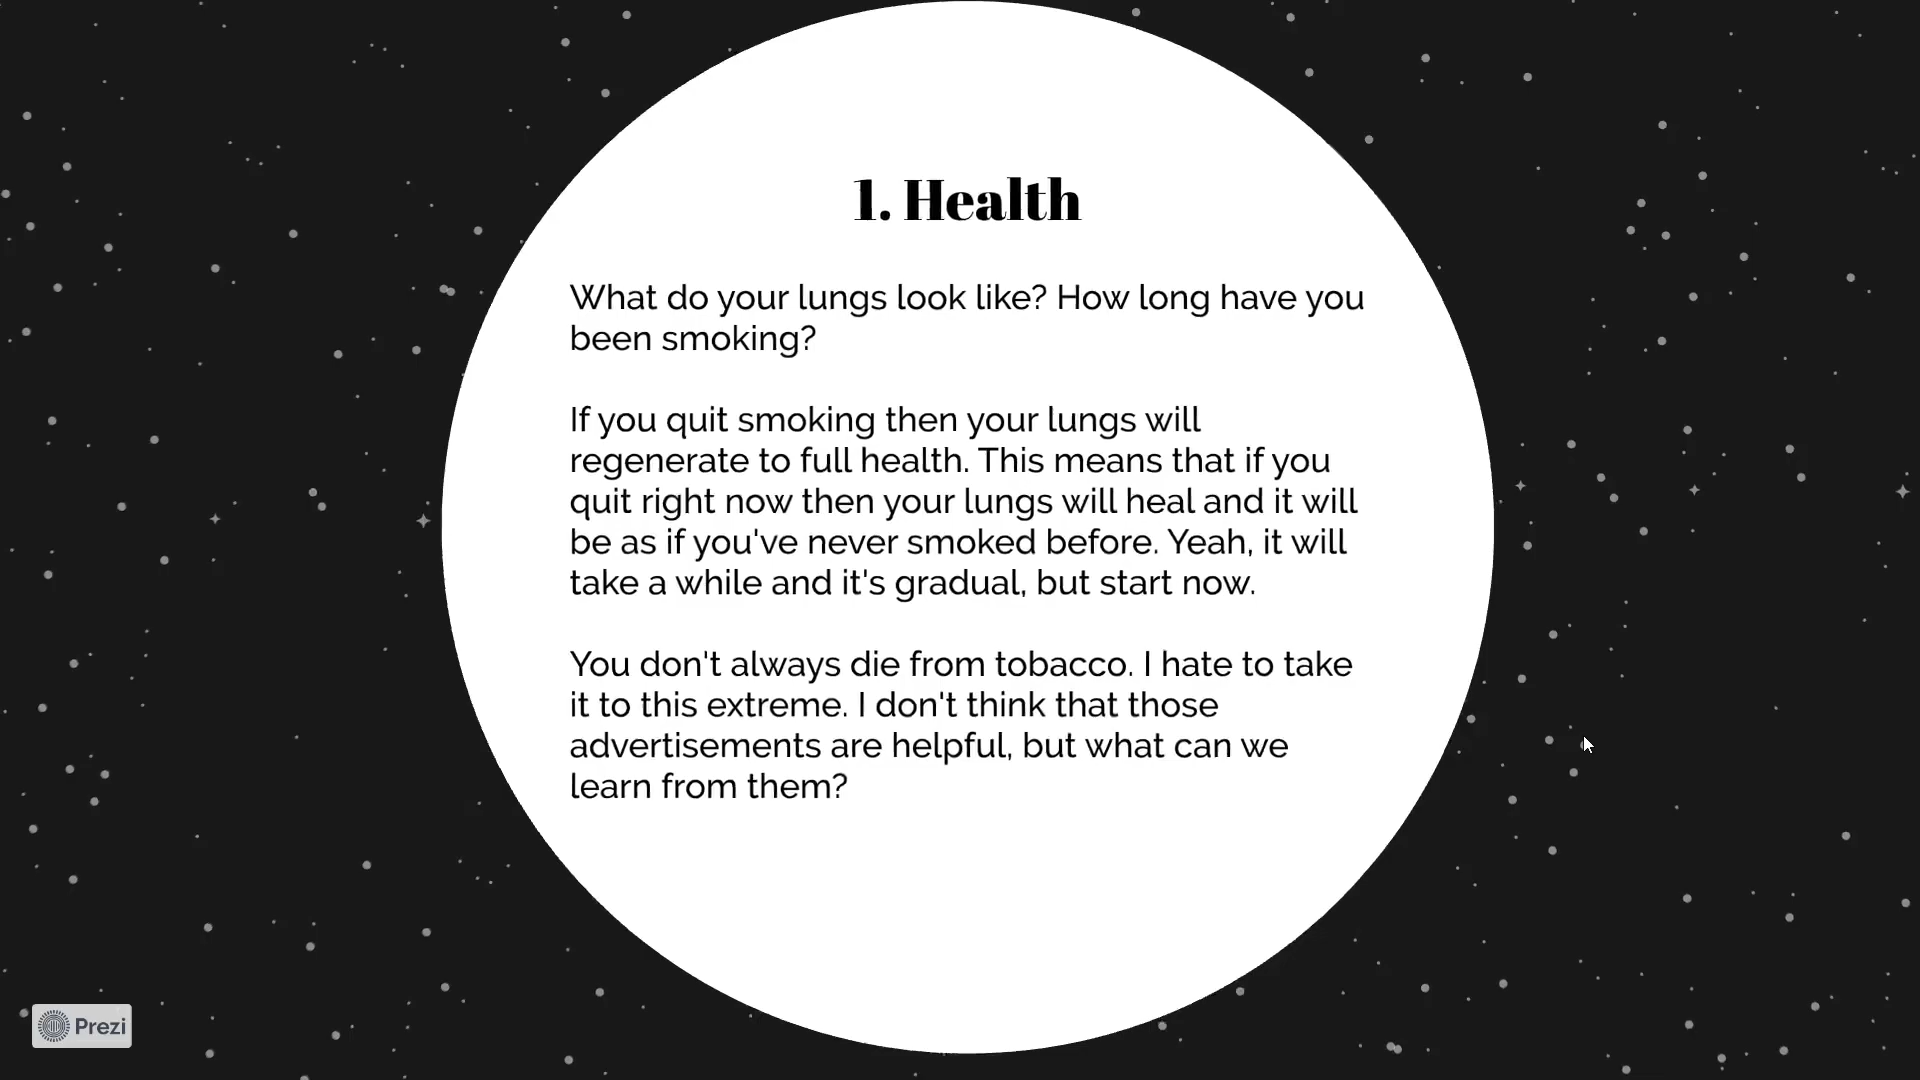 1. Health
What do your lungs look like? How long have you
been smoking?
If you quit smoking then your lungs will
regenerate to full health. This means that if you
quit right now then your lungs will heal and it will
be as if you've never smoked before. Yeah, it will
take a while and it's gradual, but start now.
You don't always die from tobacco. I hate to take
it to this extreme. I don't think that those
advertisements are helpful, but what can we
learn from them?
Prezi